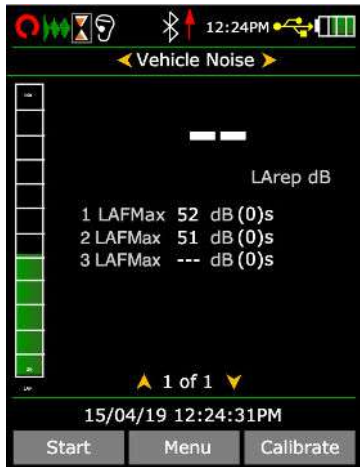 12:24PM
Vehicle Noise
--
LArep dB
1 LAFMax 52 dB (0)s
2 LAFMax 51 dB (0)s
3 LAFMax --- dB (0)s
1 of 1
15/04/19 12:24:31PM
Start Menu Calibrate